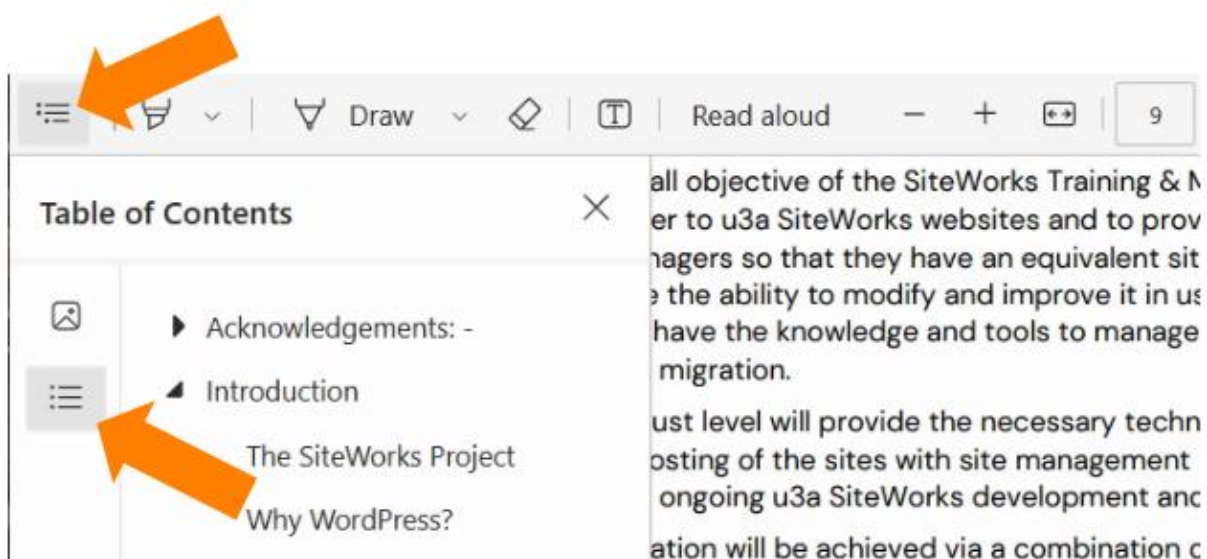 Draw Read aloud 9
Table of Contents
Acknowledgements: -
Introduction
The SiteWorks Project
Why WordPress?
all objective of the SiteWorks Training &
er to u3a SiteWorks websites and to prov
nagers so that they have an equivalent sit
the ability to modify and improve it in us
have the knowledge and tools to manage
migration.
ust level will provide the necessary techn
osting of the sites with site management
ongoing u3a SiteWorks development and
ation will be achieved via a combination